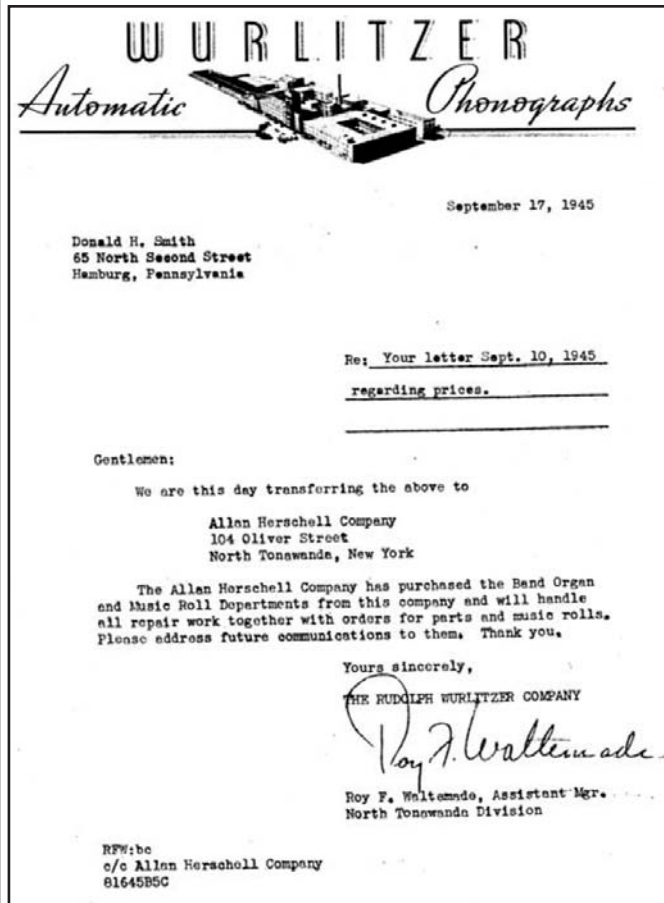 WURLITZER
Automatic Phonographs
September 17, 1945
Donald H. Smith
65 North Second Street
Hamburg, Pennsylvania
Re: Your letter Sept. 10, 1945
regarding prices.
Gentlemen:
We are this day transferring the above to
Allan Herschell Company
104 Oliver Street
North Tonawanda, New York
The Allan Herschell Company has purchased the Band Organ
and Music Roll Departments from this company and will handle
all repair work together with orders for parts and music rolls.
Please address future communications to them. Thank you.
Yours sincerely,
THE RUDOLPH WURLITZER COMPANY
Roy F. Waltemade
Roy F. Waltemade, Assistant Mgr.
North Tonawanda Division
RFW:bc
c/c Allan Herschell Company
81645B5C